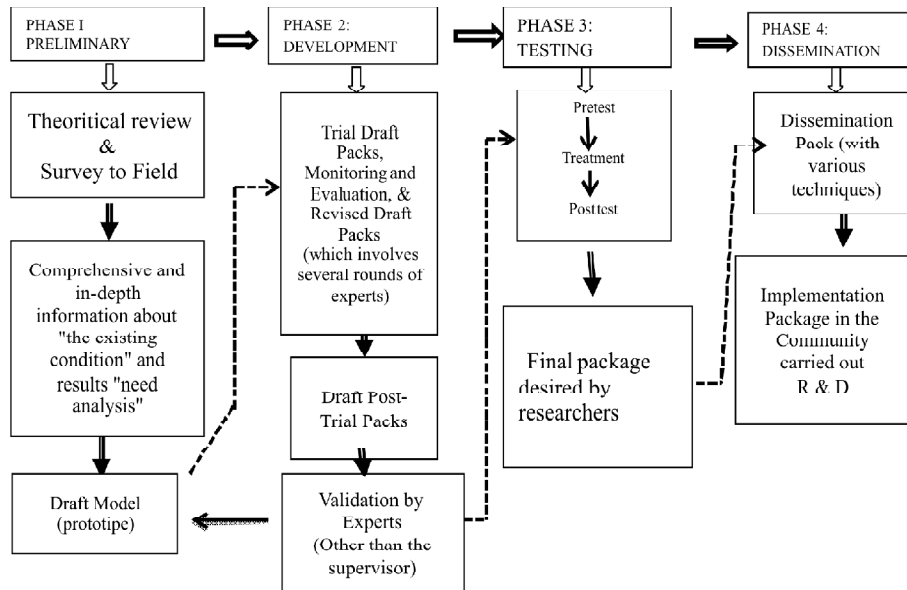 PHASE I
PRELIMINARY
Theoritical review
&
Survey to Field
Comprehensive and
in-depth
information about
"the existing
condition" and
results "need
analysis"
Draft Model
(prototipe)
PHASE 2:
DEVELOPMENT
Trial Draft
Packs,
Monitoring and
Evaluation, &
Revised Draft
Packs
(which involves
several rounds of
experts)
Draft Post-
Trial Packs
Validation by
Experts
(Other than the
supervisor)
PHASE 3:
TESTING
Pretest
Treatment
Posttest
Final package
desired by
researchers
PHASE 4:
DISSEMINATION
Dissemination
Pack (with
various
techniques)
Implementation
Package in the
Community
carried out
R & D